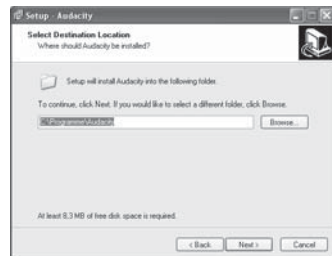 Setup - Audacity
Select Destination Location
Where should Audacity be installed?
Setup will install Audacity into the following folder.
To continue, click Next. If you would like to select a different folder, click Browse.
C:\Programme\Audacity
Browse...
At least 8.3 MB of free disk space is required.
< Back
Next >
Cancel